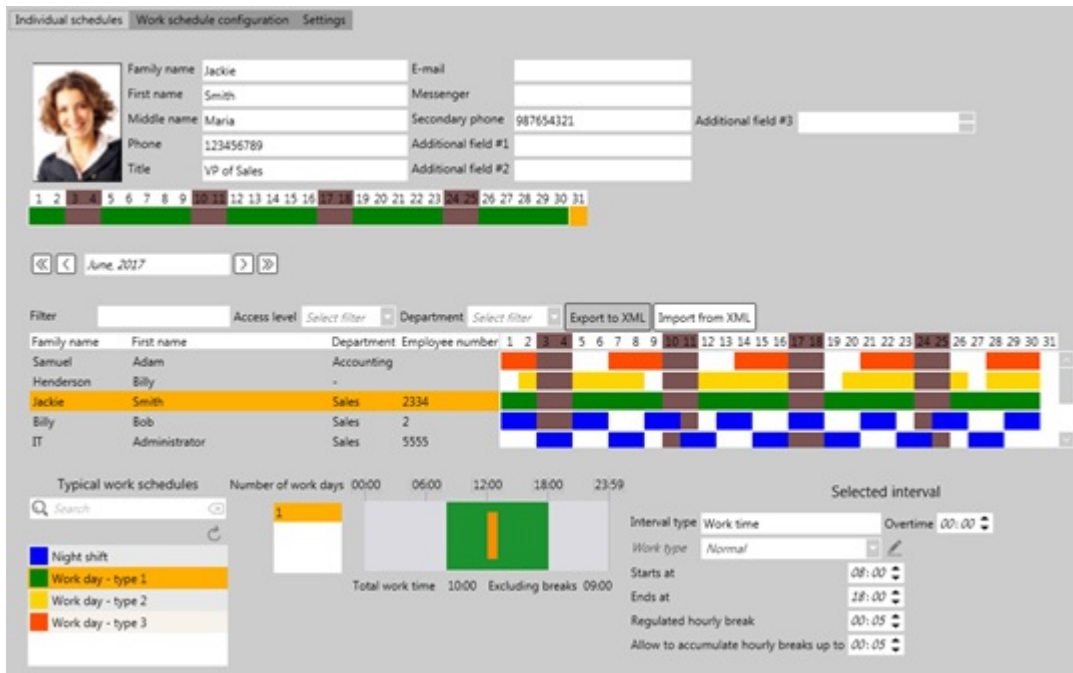 Individual schedules Work schedule configuration Settings
Family name Jackie E-mail
First name Smith Messenger
Middle name Maria Secondary phone 987654321 Additional field #3
Phone 123456789 Additional field #1
Title VP of Sales Additional field #2
1 2 3 4 5 6 7 8 9 10 11 12 13 14 15 16 17 18 19 20 21 22 23 24 25 26 27 28 29 30 31
June, 2017
Filter Access level Select filter Department Select filter Export to XML Import from XML
Family name First name Department Employee number 1 2 3 4 5 6 7 8 9 10 11 12 13 14 15 16 17 18 19 20 21 22 23 24 25 26 27 28 29 30 31
Samuel Adam Accounting
Henderson Billy -
Jackie Smith Sales 2334
Billy Bob Sales 2
IT Administrator Sales 5555
Typical work schedules Number of work days 00:00 06:00 12:00 18:00 23:59
Selected interval
Search 1
Interval type Work time Overtime 00:00
Night shift Work type Normal
Work day - type 1 Total work time 10:00 Excluding breaks 09:00 Starts at 08:00
Work day - type 2 Ends at 18:00
Work day - type 3 Regulated hourly break 00:05
Allow to accumulate hourly breaks up to 00:05